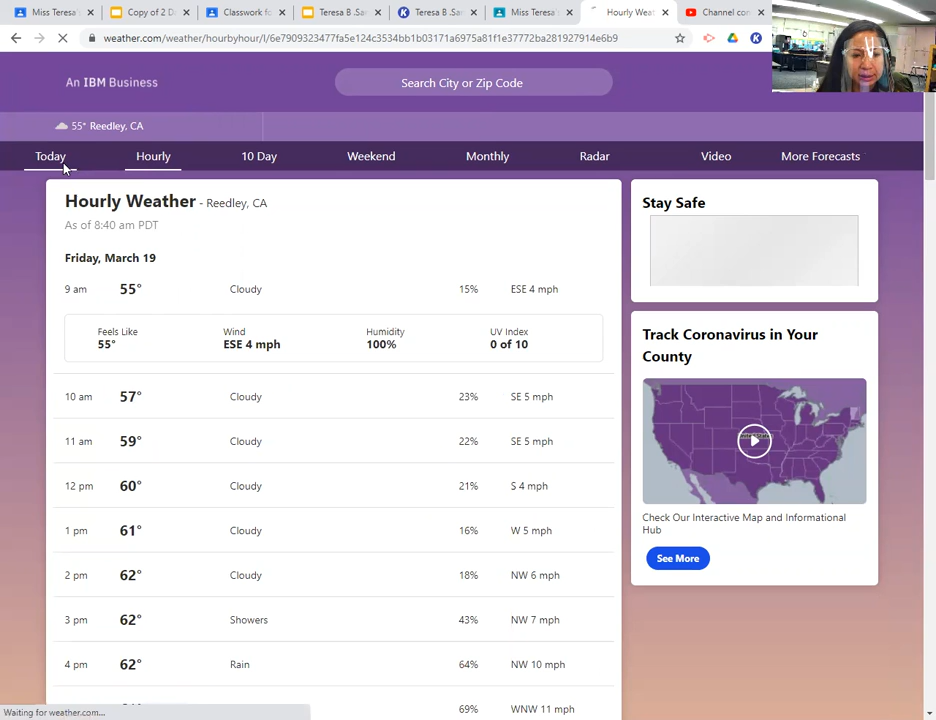 Miss Teresa'
Copy of 2 D
Classwork fo
Teresa B .Sa
Teresa B .Sa
Miss Teresa'
Hourly Wea
Channel co
weather.com/weather/hourbyhour/l/6e7909323477fa5e124c3534bb1b03171a6975a81f1e37772ba281927914e6b9
An IBM Business
Search City or Zip Code
55° Reedley, CA
Today Hourly 10 Day Weekend Monthly Radar Video More Forecasts
Hourly Weather - Reedley, CA
As of 8:40 am PDT
Friday, March 19
9 am 55° Cloudy 15% ESE 4 mph
Feels Like Wind Humidity UV Index
55° ESE 4 mph 100% 0 of 10
10 am 57° Cloudy 23% SE 5 mph
11 am 59° Cloudy 22% SE 5 mph
12 pm 60° Cloudy 21% S 4 mph
1 pm 61° Cloudy 16% W 5 mph
2 pm 62° Cloudy 18% NW 6 mph
3 pm 62° Showers 43% NW 7 mph
4 pm 62° Rain 64% NW 10 mph
69% WNW 11 mph
Stay Safe
Track Coronavirus in Your
County
Check Our Interactive Map and Informational
Hub
See More
Waiting for weather.com...